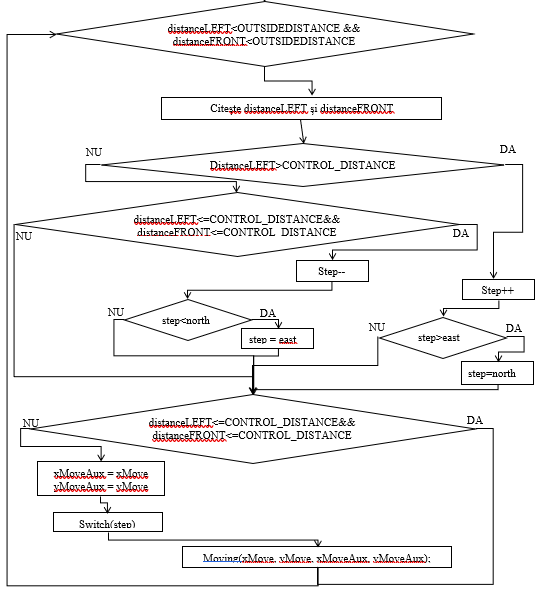 distanceLEFT<OUTSIDEDISTANCE &&
distanceFRONT<OUTSIDEDISTANCE
Citește distanceLEFT și distanceFRONT
NU
DA
DistanceLEFT>CONTROL_DISTANCE
distanceLEFT<=CONTROL_DISTANCE&&
distanceFRONT<=CONTROL_DISTANCE
NU
DA
Step--
Step++
NU
step<north
DA
NU
step>east
DA
step = east
step=north
NU
distanceLEFT<=CONTROL_DISTANCE&&
distanceFRONT<=CONTROL_DISTANCE
DA
xMoveAux = xMove
yMoveAux = yMove
Switch(step)
Moving(xMove, yMove, xMoveAux, yMoveAux);